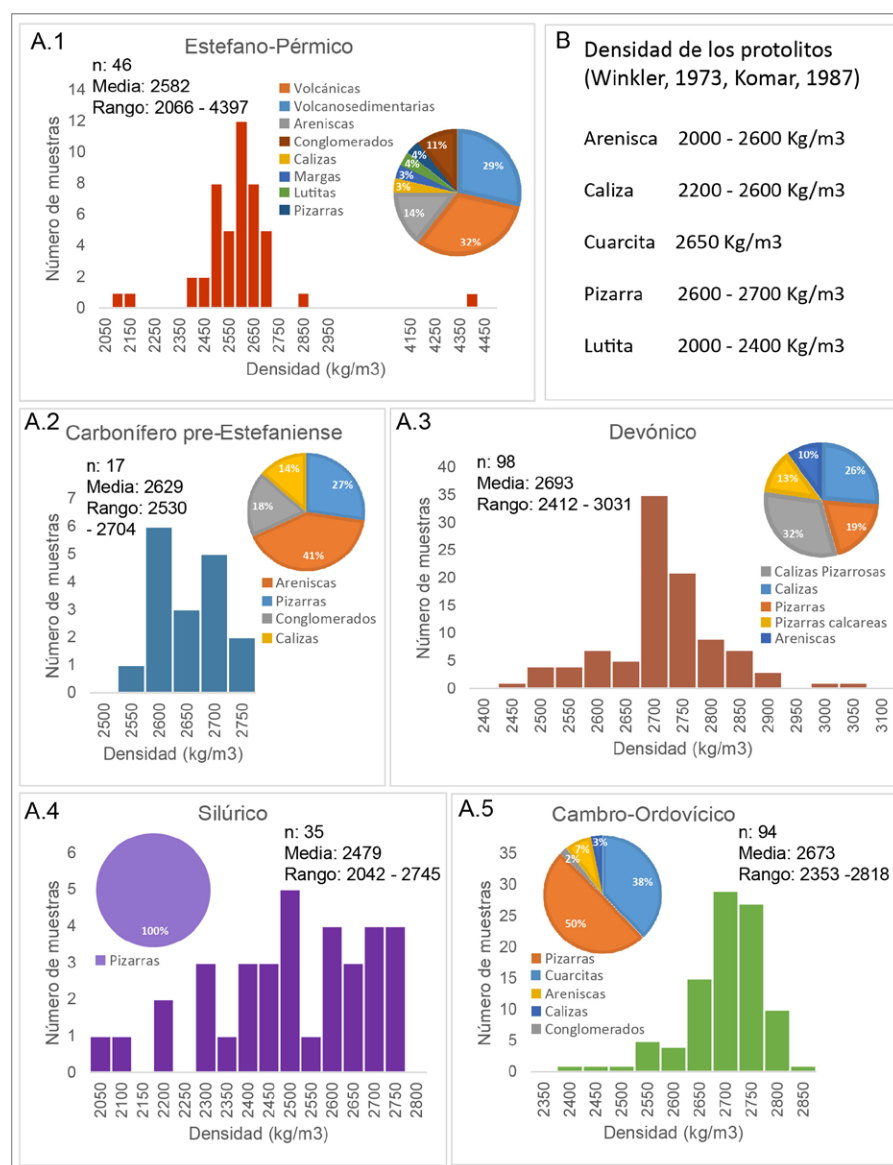 A.1
Estefano-Pérmico
n: 46
Media: 2582
Rango: 2066 - 4397
Número de muestras
14
12
10
8
6
4
2
0
2050
2150
2250
2350
2450
2550
2650
2750
2850
2950
4150
4250
4350
4450
Densidad (kg/m3)
Volcánicas
Volcanosedimentarias
Areniscas
Conglomerados
Calizas
Margas
Lutitas
Pizarras
11%
4%
4%
3%
3%
14%
32%
29%
B
Densidad de los protolitos
(Winkler, 1973, Komar, 1987)
Arenisca 2000 - 2600 Kg/m3
Caliza 2200 - 2600 Kg/m3
Cuarcita 2650 Kg/m3
Pizarra 2600 - 2700 Kg/m3
Lutita 2000 - 2400 Kg/m3
A.2
Carbonífero pre-Estefaniense
n: 17
Media: 2629
Rango: 2530
- 2704
Número de muestras
7
6
5
4
3
2
1
0
2500
2550
2600
2650
2700
2750
Densidad (kg/m3)
14%
27%
18%
41%
Areniscas
Pizarras
Conglomerados
Calizas
A.3
Devónico
n: 98
Media: 2693
Rango: 2412 - 3031
Número de muestras
40
35
30
25
20
15
10
5
0
2400
2450
2500
2550
2600
2650
2700
2750
2800
2850
2900
2950
3000
3050
3100
Densidad (kg/m3)
10%
26%
13%
19%
32%
Calizas Pizarrosas
Calizas
Pizarras
Pizarras calcareas
Areniscas
A.4
Silúrico
n: 35
Media: 2479
Rango: 2042 - 2745
Número de muestras
6
5
4
3
2
1
0
2050
2100
2150
2200
2250
2300
2350
2400
2450
2500
2550
2600
2650
2700
2750
2800
Densidad (kg/m3)
100%
Pizarras
A.5
Cambro-Ordovícico
n: 94
Media: 2673
Rango: 2353 -2818
Número de muestras
35
30
25
20
15
10
5
0
2350
2400
2450
2500
2550
2600
2650
2700
2750
2800
2850
Densidad (kg/m3)
3%
7%
2%
38%
50%
Pizarras
Cuarcitas
Areniscas
Calizas
Conglomerados